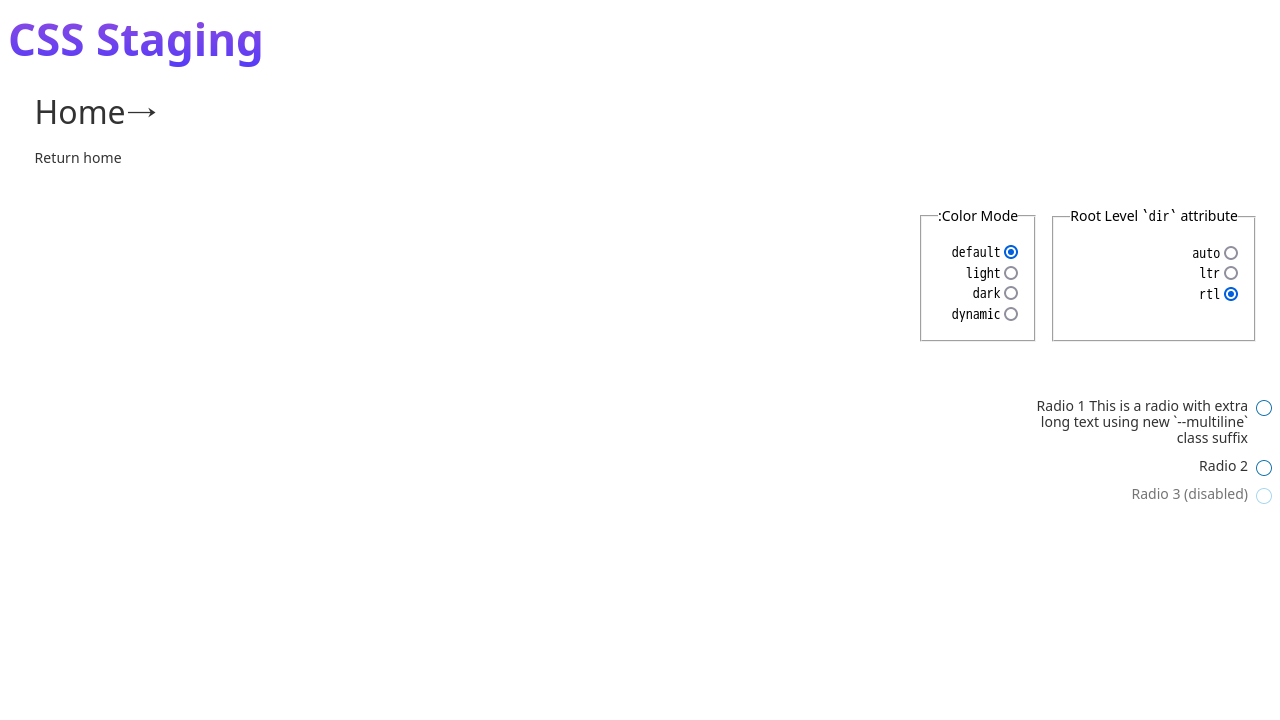 CSS Staging
Home→
Return home
Root Level `dir` attribute
auto
ltr
rtl
:Color Mode
default
light
dark
dynamic
Radio 1 This is a radio with extra
long text using new `--multiline`
class suffix
Radio 2
Radio 3 (disabled)